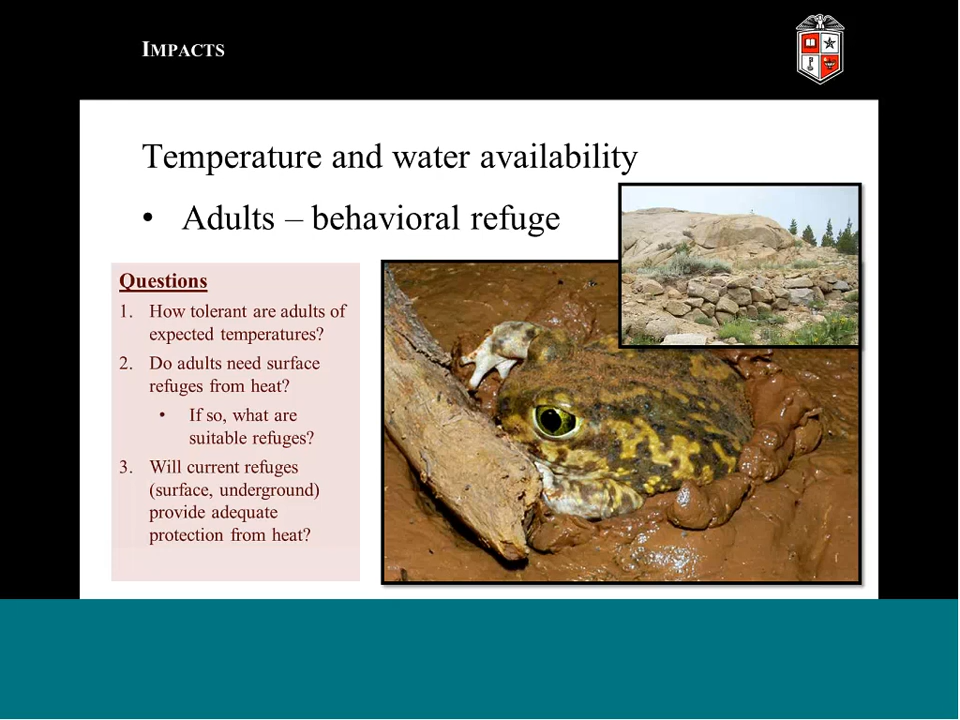 IMPACTS
Temperature and water availability
• Adults – behavioral refuge
Questions
1. How tolerant are adults of
expected temperatures?
2. Do adults need surface
refuges from heat?
• If so, what are
suitable refuges?
3. Will current refuges
(surface, underground)
provide adequate
protection from heat?